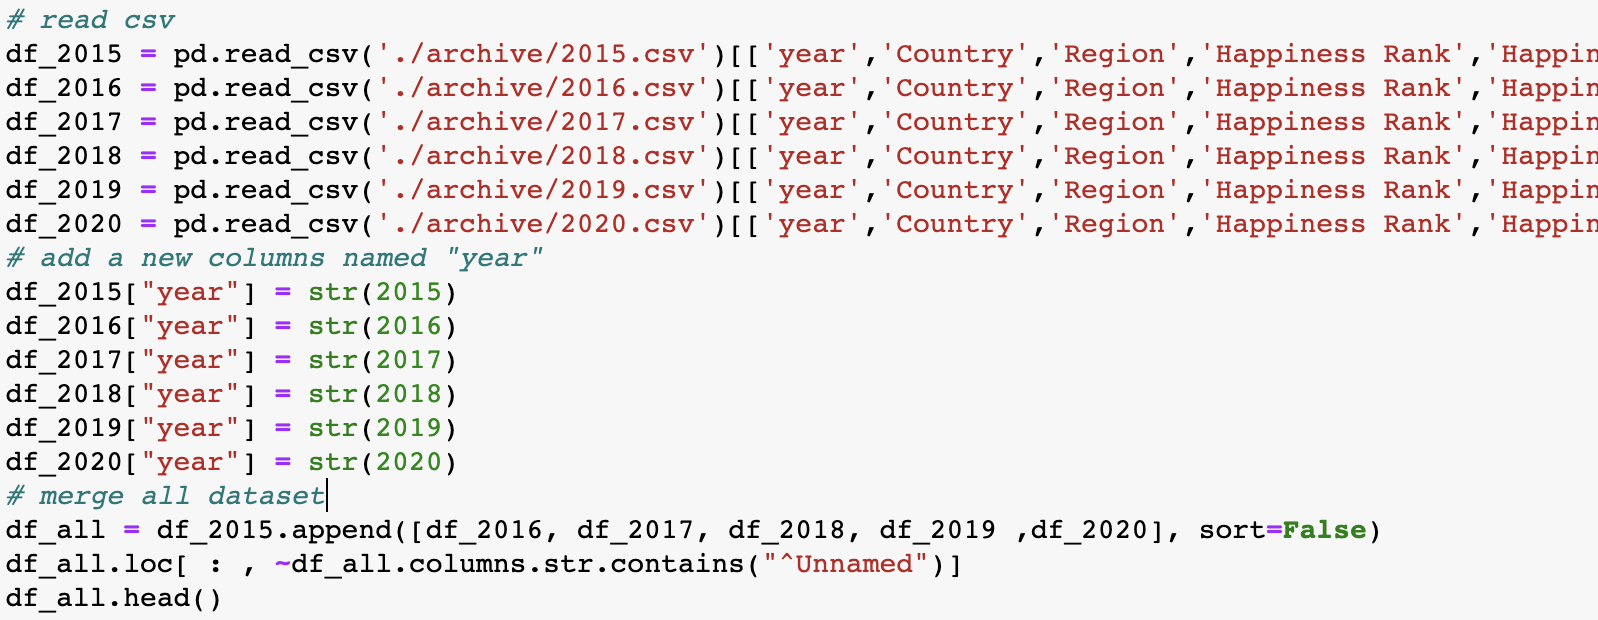 # read csv
df_2015 = pd.read_csv('./archive/2015.csv')[['year','Country','Region','Happiness Rank','Happin
df_2016 = pd.read_csv('./archive/2016.csv')[['year','Country','Region','Happiness Rank','Happin
df_2017 = pd.read_csv('./archive/2017.csv')[['year','Country','Region','Happiness Rank','Happin
df_2018 = pd.read_csv('./archive/2018.csv')[['year','Country','Region','Happiness Rank','Happin
df_2019 = pd.read_csv('./archive/2019.csv')[['year','Country','Region','Happiness Rank','Happin
df_2020 = pd.read_csv('./archive/2020.csv')[['year','Country','Region','Happiness Rank','Happin
# add a new columns named "year"
df_2015["year"] = str(2015)
df_2016["year"] = str(2016)
df_2017["year"] = str(2017)
df_2018["year"] = str(2018)
df_2019["year"] = str(2019)
df_2020["year"] = str(2020)
# merge all dataset
df_all = df_2015.append([df_2016, df_2017, df_2018, df_2019 ,df_2020], sort=False)
df_all.loc[ : , ~df_all.columns.str.contains("^Unnamed")]
df_all.head()